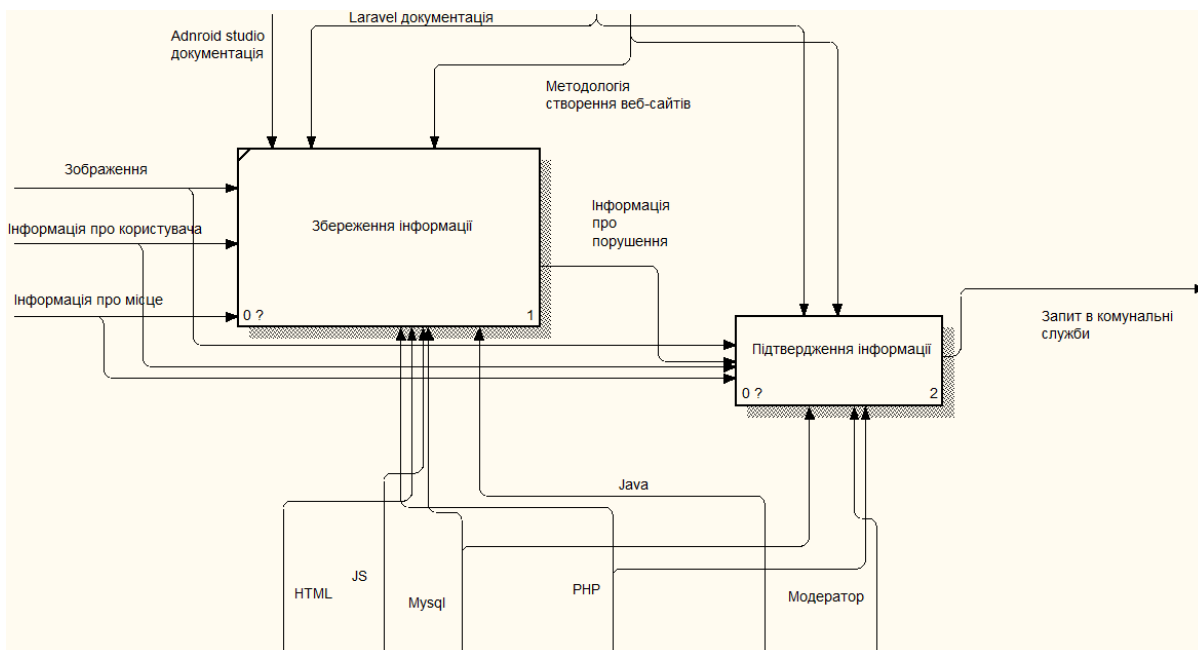 Laravel документація
Adnroid studio
документація
Методологія
створення веб-сайтів
Зображення
Інформація
про
порушення
Інформація про користувача
Збереження інформації
Інформація про місце
0 ?
1
Запит в комунальні
служби
Підтвердження інформації
0 ?
2
Java
JS
HTML
Mysql
PHP
Модератор